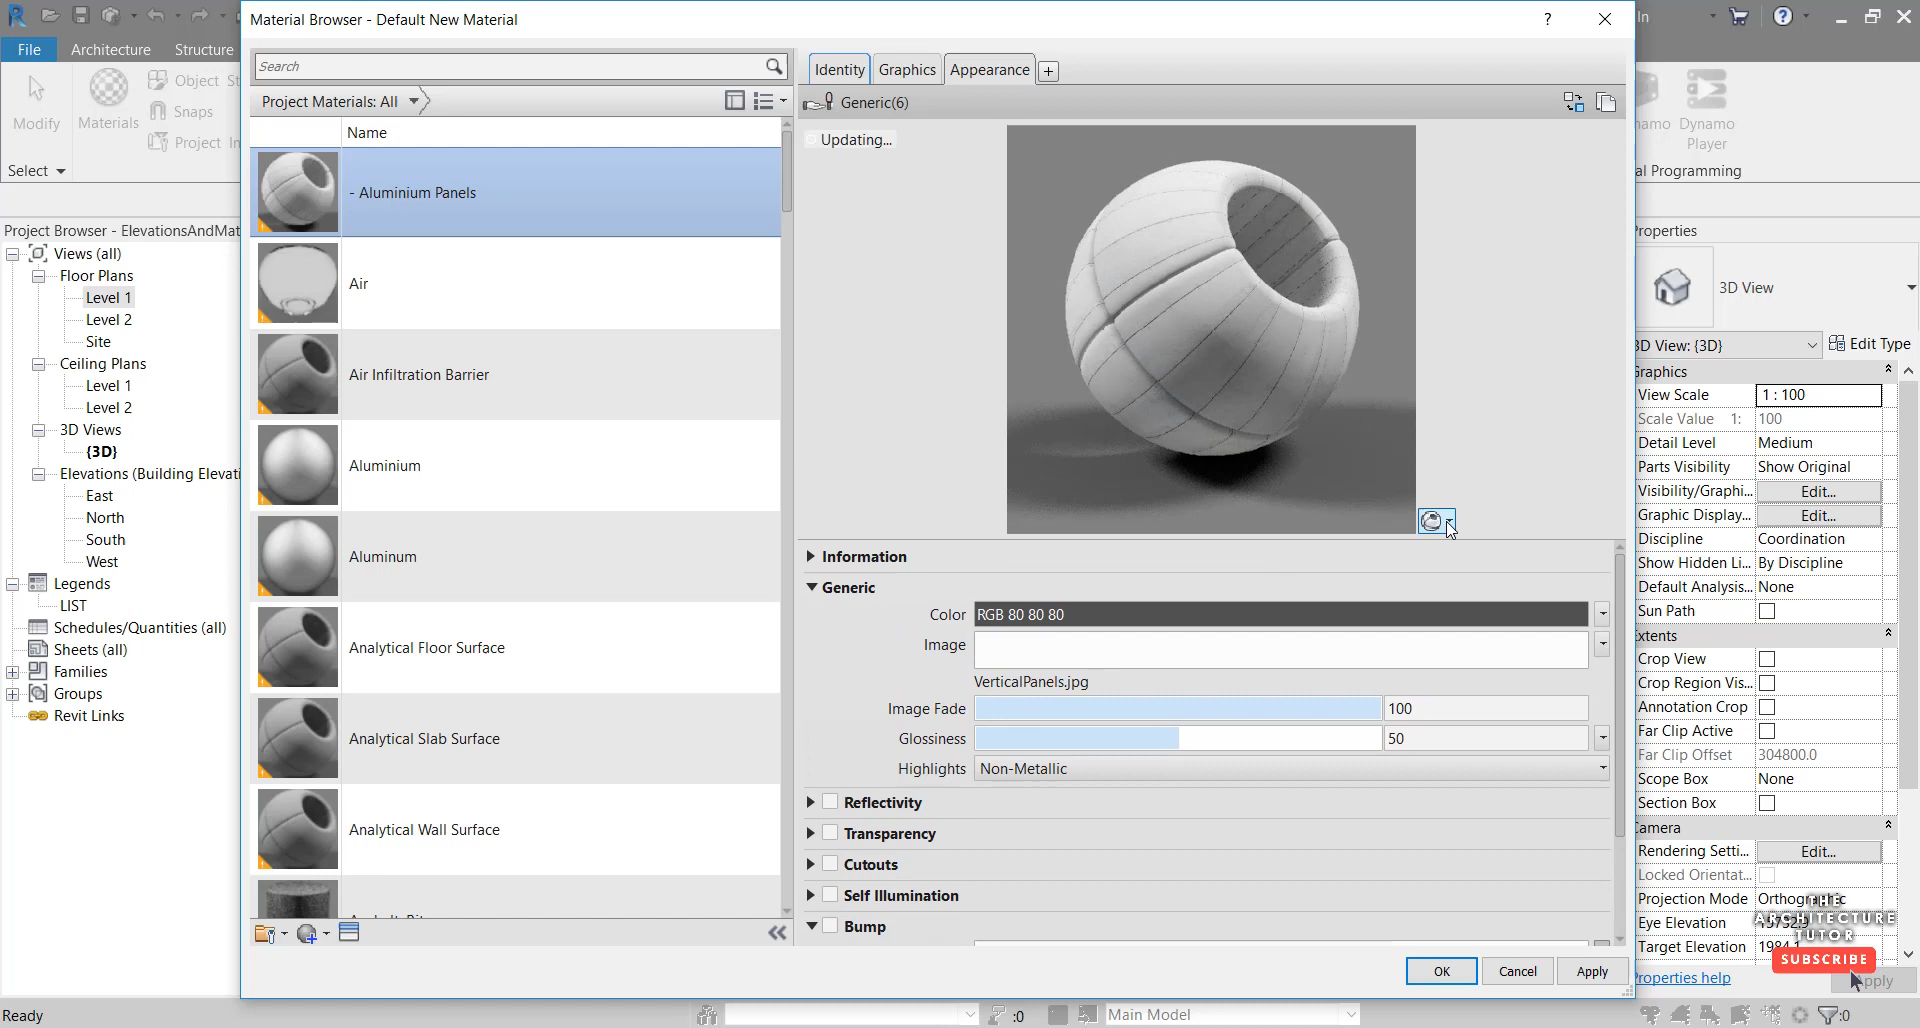 Material Browser - Default New Material
?
In
File
Architecture
Structure
Search
Identity
Graphics
Appearance
Modify
Materials
Object St
Snaps
Project In
Project Materials: All
Generic(6)
Dynamo
Player
Select
Name
Updating...
al Programming
- Aluminium Panels
Project Browser - ElevationsAndMat
Views (all)
Floor Plans
Level 1
Level 2
Site
Ceiling Plans
Level 1
Level 2
3D Views
{3D}
Elevations (Building Elevati
East
North
South
West
Legends
LIST
Schedules/Quantities (all)
Sheets (all)
Families
Groups
Revit Links
Air
Air Infiltration Barrier
Aluminium
Aluminum
Analytical Floor Surface
Analytical Slab Surface
Analytical Wall Surface
Information
Generic
Color RGB 80 80 80
Image
VerticalPanels.jpg
Image Fade 100
Glossiness 50
Highlights Non-Metallic
Reflectivity
Transparency
Cutouts
Self Illumination
Bump
OK
Cancel
Apply
roperties
3D View
3D View: {3D}
Edit Type
Graphics
View Scale 1 : 100
Scale Value 1: 100
Detail Level Medium
Parts Visibility Show Original
Visibility/Graphi... Edit...
Graphic Display... Edit...
Discipline Coordination
Show Hidden Li... By Discipline
Default Analysis... None
Sun Path
Extents
Crop View
Crop Region Vis...
Annotation Crop
Far Clip Active
Far Clip Offset 304800.0
Scope Box None
Section Box
Camera
Rendering Setti... Edit...
Locked Orientat...
Projection Mode Orthographic
Eye Elevation
Target Elevation
THE
ARCHITECTURE
TUTOR
SUBSCRIBE
roperties help
Apply
Ready
:0
Main Model
:0